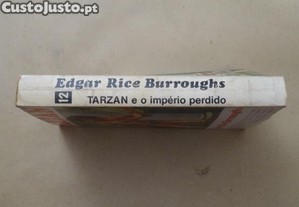 CustoJusto.pt
Edgar Rice Burroughs
12 TARZAN e o império perdido